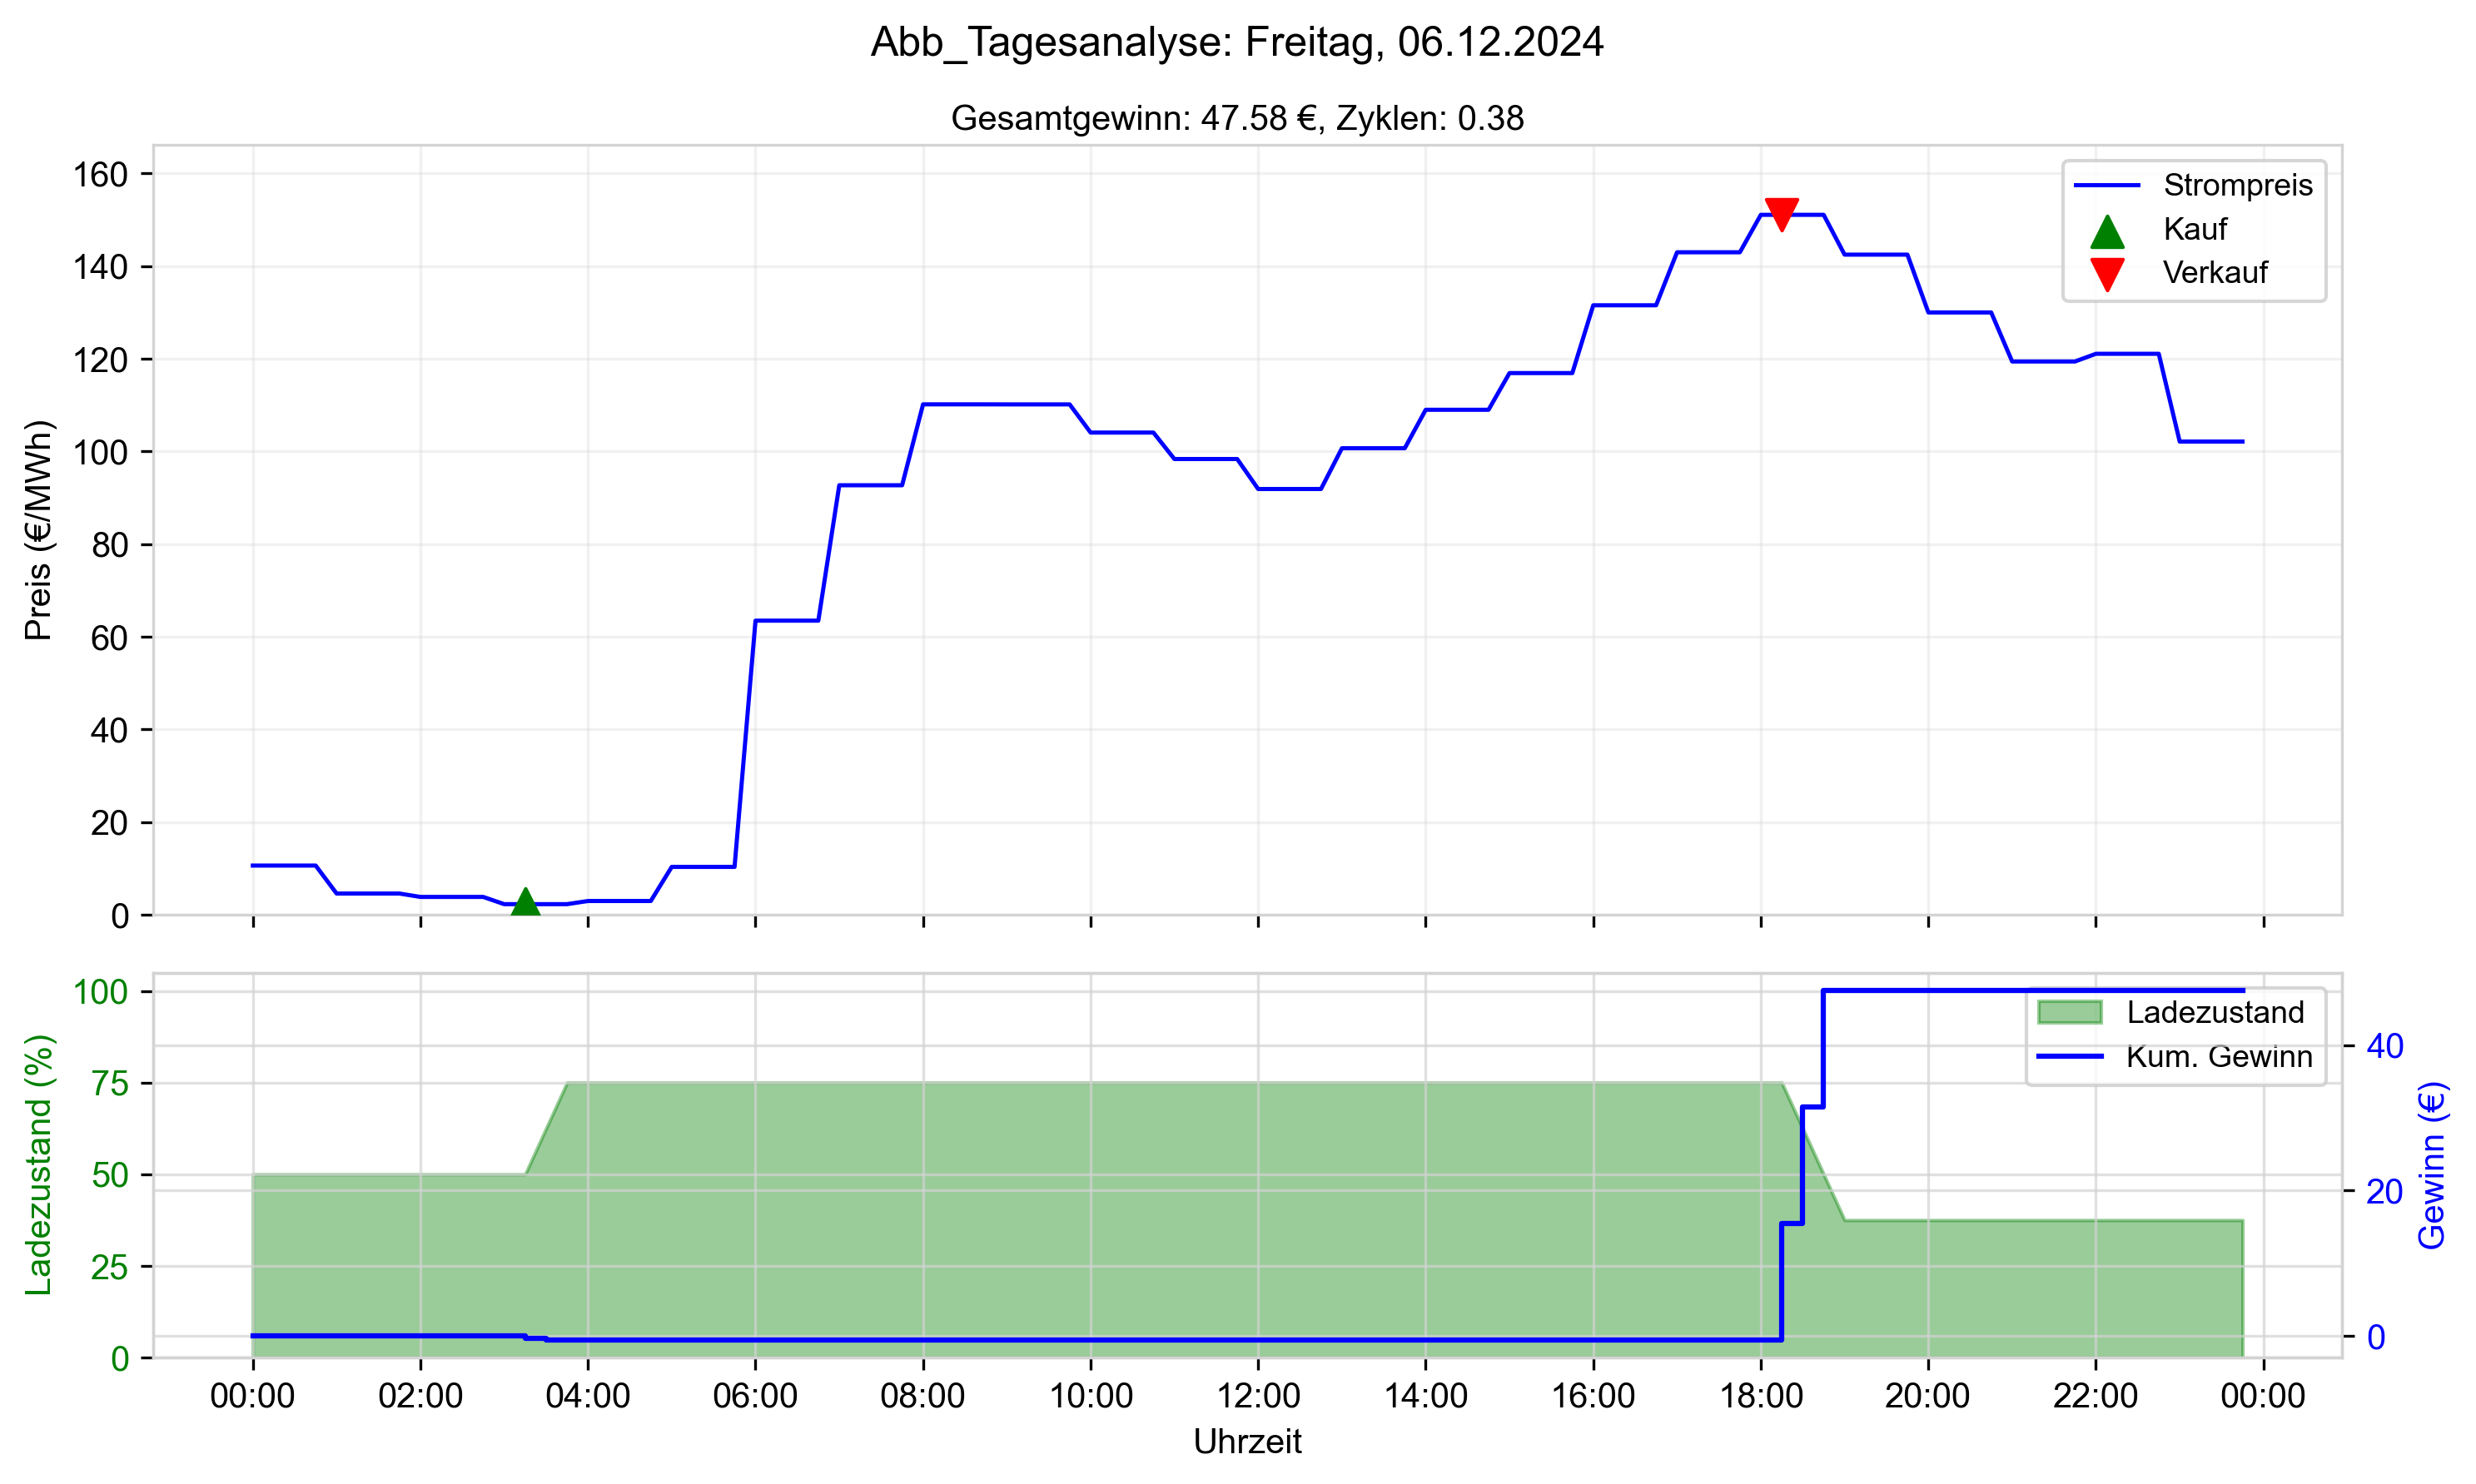 Abb_Tagesanalyse: Freitag, 06.12.2024
Gesamtgewinn: 47.58 €, Zyklen: 0.38
Preis (€/MWh)
160
140
120
100
80
60
40
20
0
Strompreis
Kauf
Verkauf
Ladezustand (%)
100
75
50
25
0
Ladezustand
Kum. Gewinn
40
20
0
Gewinn (€)
00:00 02:00 04:00 06:00 08:00 10:00 12:00 14:00 16:00 18:00 20:00 22:00 00:00
Uhrzeit